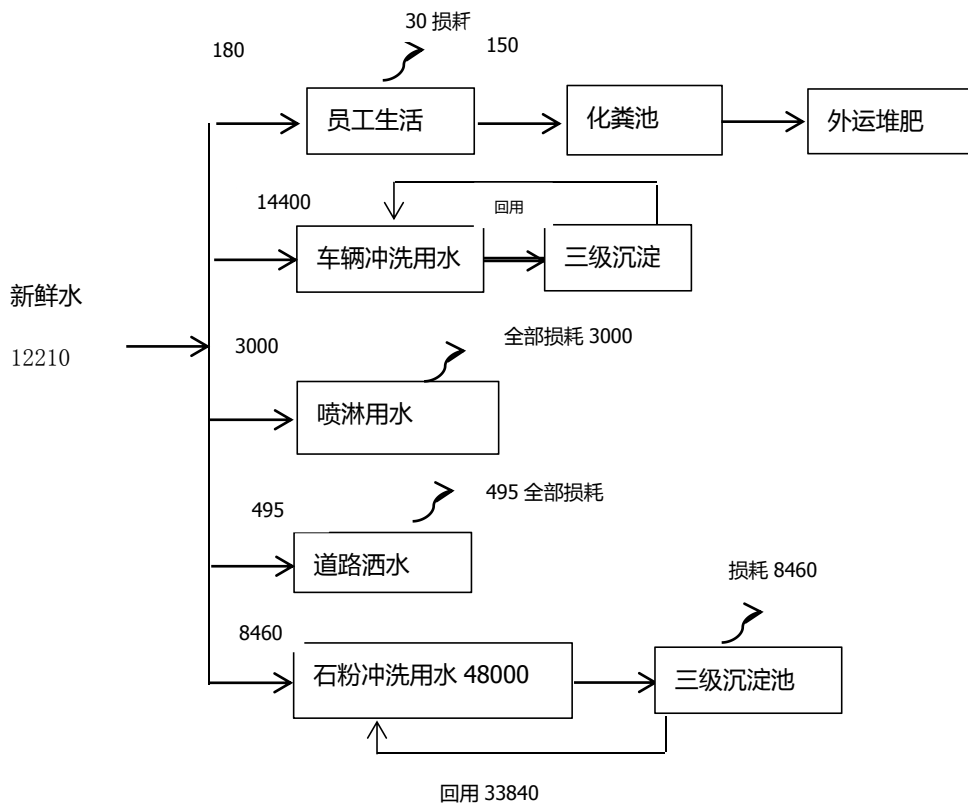 30 损耗
180
150
员工生活
化粪池
外运堆肥
14400
回用
车辆冲洗用水
三级沉淀
新鲜水
12210
3000
全部损耗 3000
喷淋用水
495
495 全部损耗
道路洒水
损耗 8460
8460
石粉冲洗用水 48000
三级沉淀池
回用 33840